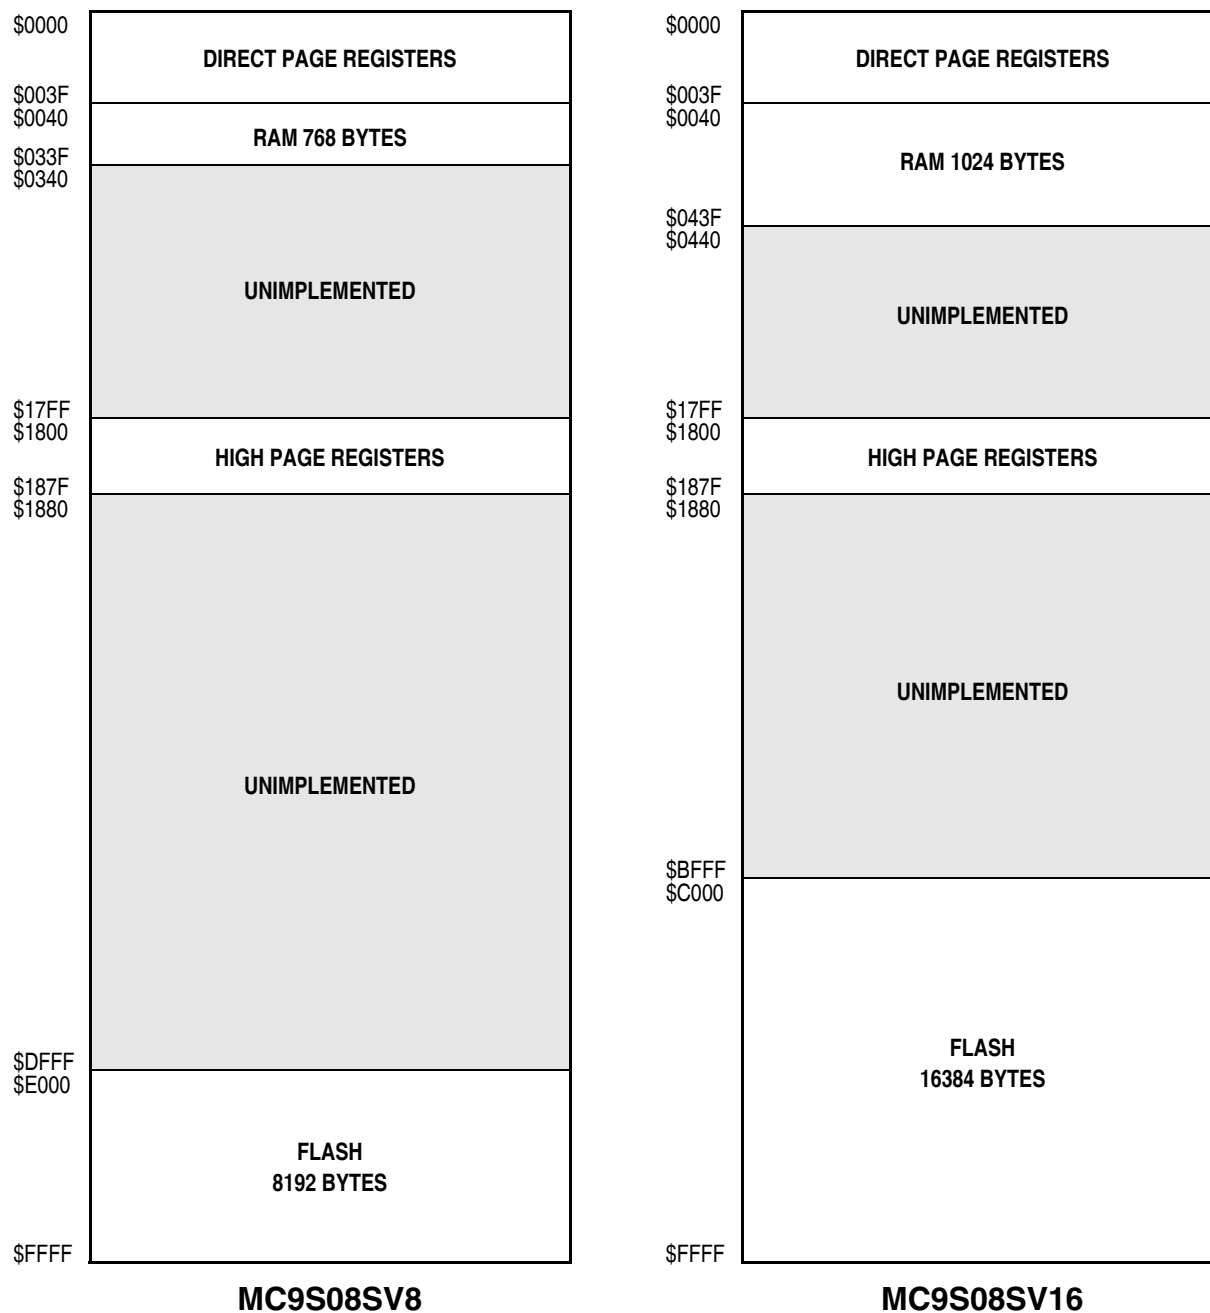 $0000
DIRECT PAGE REGISTERS
$003F
$0040
RAM 768 BYTES
$033F
$0340
UNIMPLEMENTED
$17FF
$1800
HIGH PAGE REGISTERS
$187F
$1880
UNIMPLEMENTED
$DFFF
$E000
FLASH
8192 BYTES
$FFFF
MC9S08SV8
$0000
DIRECT PAGE REGISTERS
$003F
$0040
RAM 1024 BYTES
$043F
$0440
UNIMPLEMENTED
$17FF
$1800
HIGH PAGE REGISTERS
$187F
$1880
UNIMPLEMENTED
$BFFF
$C000
FLASH
16384 BYTES
$FFFF
MC9S08SV16